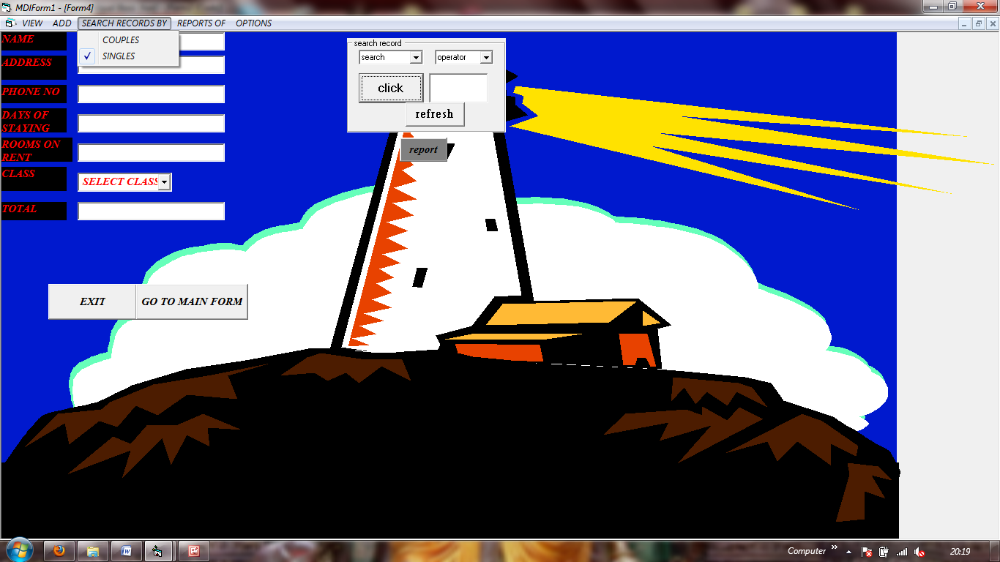 MDIForm1 - [Form4]
VIEW ADD SEARCH RECORDS BY REPORTS OF OPTIONS
COUPLES
SINGLES
NAME
ADDRESS
PHONE NO
DAYS OF
STAYING
ROOMS ON
RENT
CLASS
SELECT CLASS
TOTAL
search record
search operator
click
refresh
report
EXIT GO TO MAIN FORM
Computer
20:19